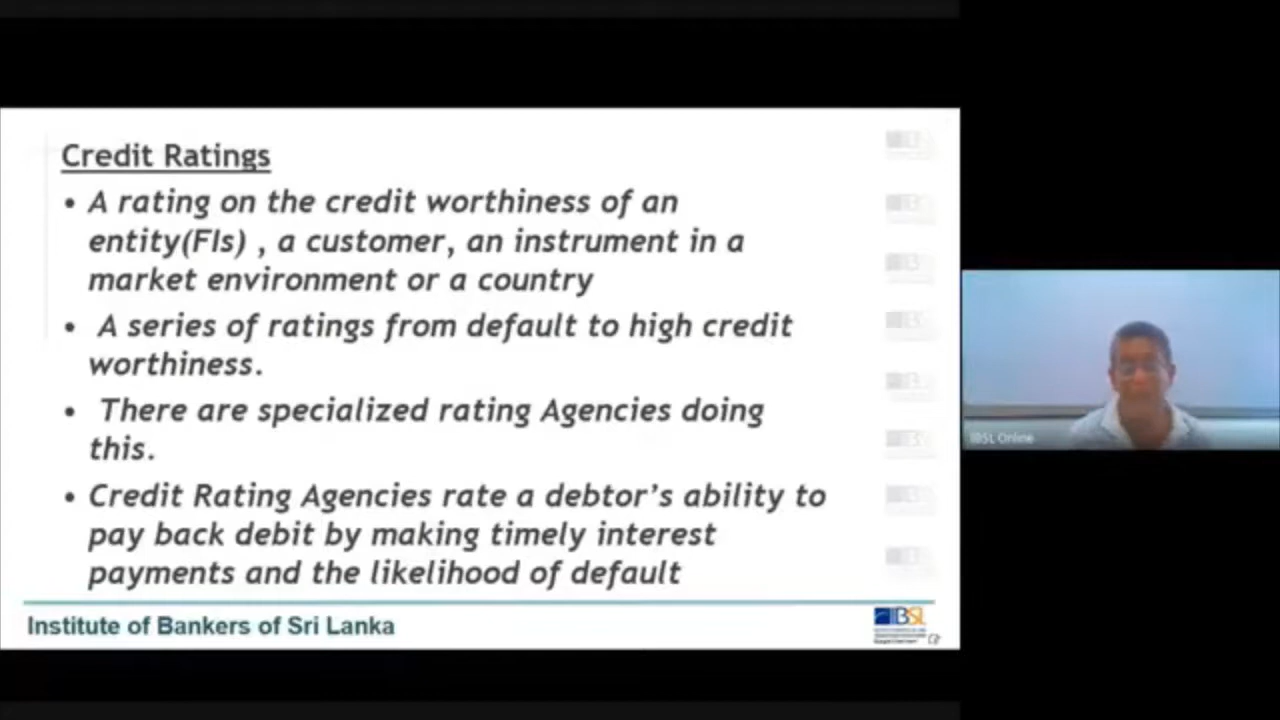 Credit Ratings
• A rating on the credit worthiness of an
entity(FIs) , a customer, an instrument in a
market environment or a country
• A series of ratings from default to high credit
worthiness.
• There are specialized rating Agencies doing
this.
• Credit Rating Agencies rate a debtor's ability to
pay back debit by making timely interest
payments and the likelihood of default
Institute of Bankers of Sri Lanka
IBSL
IBSL Online